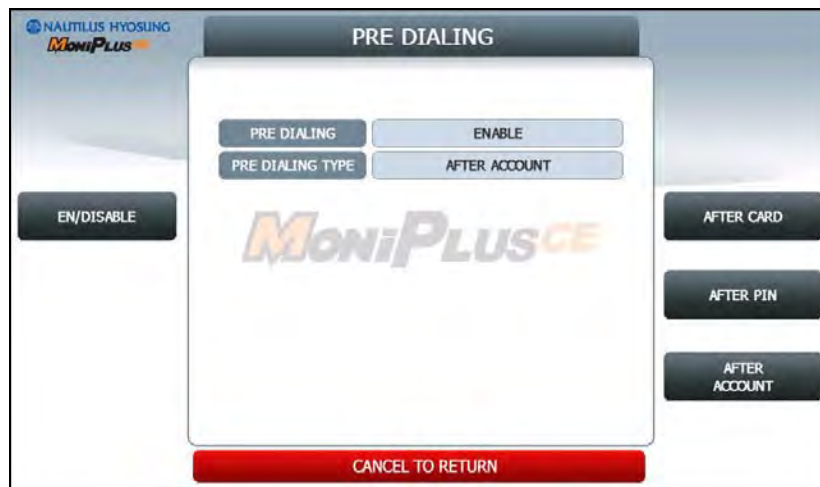 NAUTILUS HYOSUNG
MoniPlus
PRE DIALING
PRE DIALING ENABLE
PRE DIALING TYPE AFTER ACCOUNT
EN/DISABLE
MoniPlusCE
AFTER CARD
AFTER PIN
AFTER
ACCOUNT
CANCEL TO RETURN